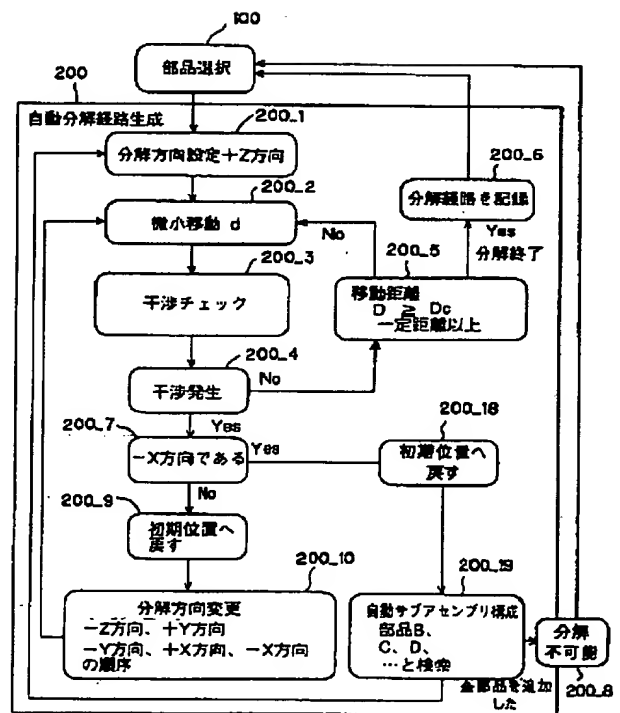 100
部品選択
200
自動分解経路生成
200_1
分解方向設定+Z方向
200_2
微小移動 d
200_3
干渉チェック
200_4
干渉発生
No
Yes
200_5
移動距離
D ≧ Dc
一定距離以上
No
Yes
分解終了
200_6
分解経路を記録
200_7
−X方向である
Yes
No
200_18
初期位置へ
戻す
200_9
初期位置へ
戻す
200_10
分解方向変更
−Z方向、+Y方向
−Y方向、+X方向、−X方向
の順序
200_19
自動サブアセンブリ構成
部品B、
C、D、
…と検索
全部品を追加
した
分解
不可能
200_8